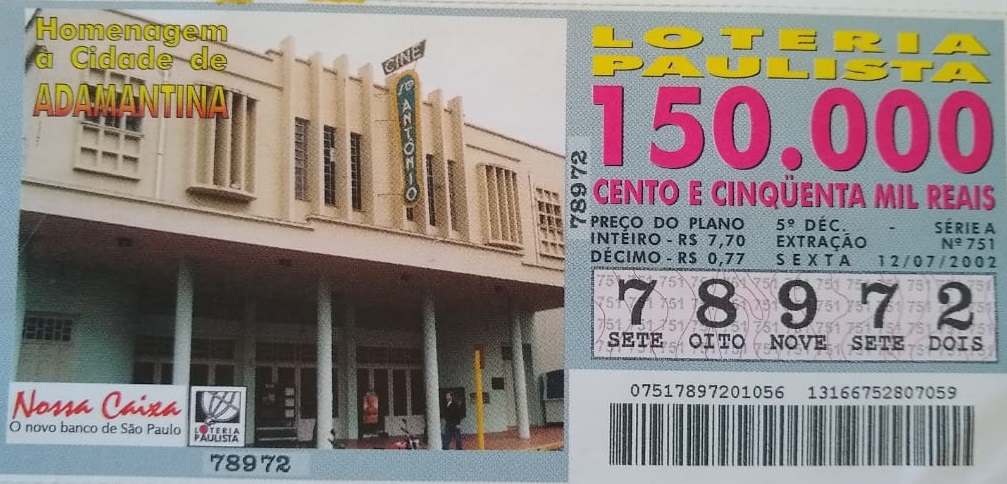 Homenagem
à Cidade de
ADAMANTINA
CINE
Sto ANTÔNIO
Nossa Caixa
O novo banco de São Paulo
LOTERIA
PAULISTA
78972
78972
LOTERIA
PAULISTA
150.000
CENTO E CINQÜENTA MIL REAIS
PREÇO DO PLANO 5º DÉC. - SÉRIE A
INTEIRO - R$ 7,70 EXTRAÇÃO Nº 751
DÉCIMO - R$ 0,77 SEXTA 12/07/2002
7 8 9 7 2
SETE OITO NOVE SETE DOIS
07517897201056 13166752807059